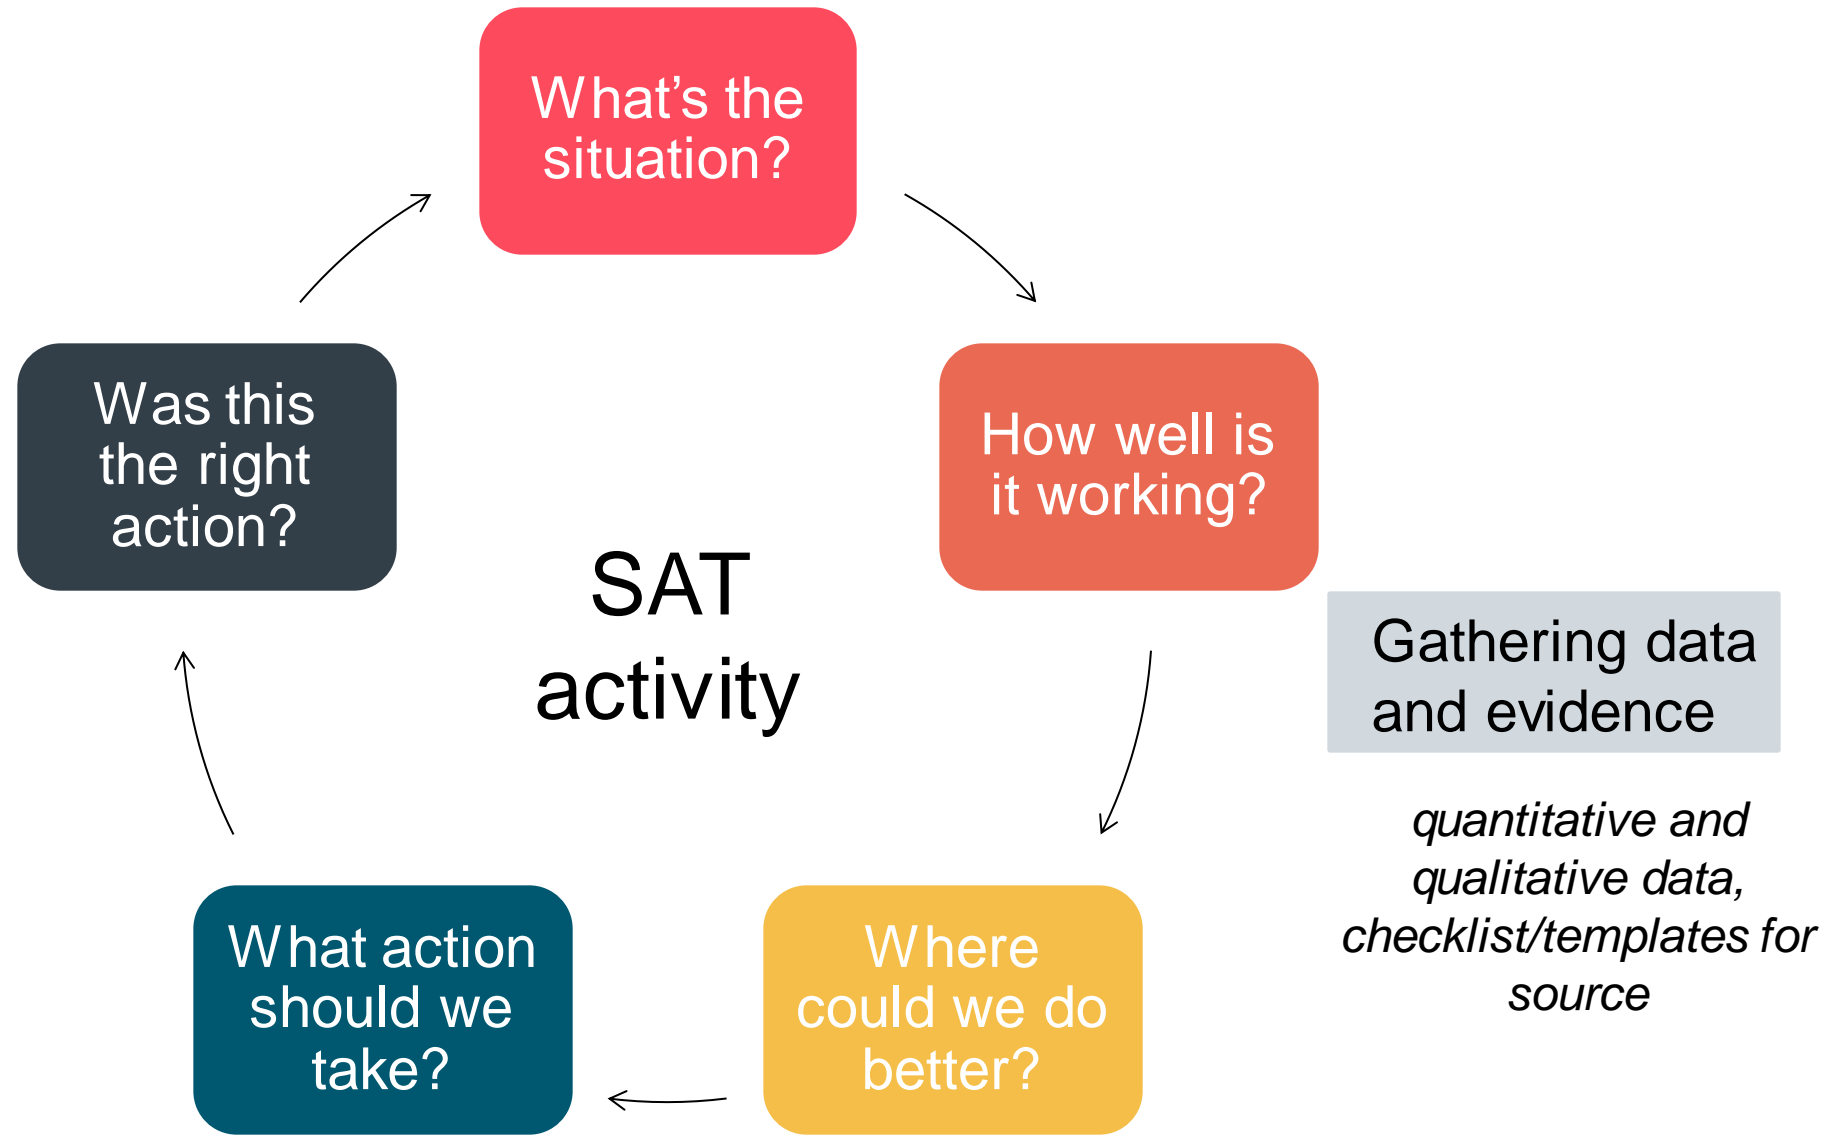 What's the
situation?
How well is
it working?
Where
could we do
better?
What action
should we
take?
Was this
the right
action?
SAT
activity
Gathering data
and evidence
quantitative and
qualitative data,
checklist/templates for
source